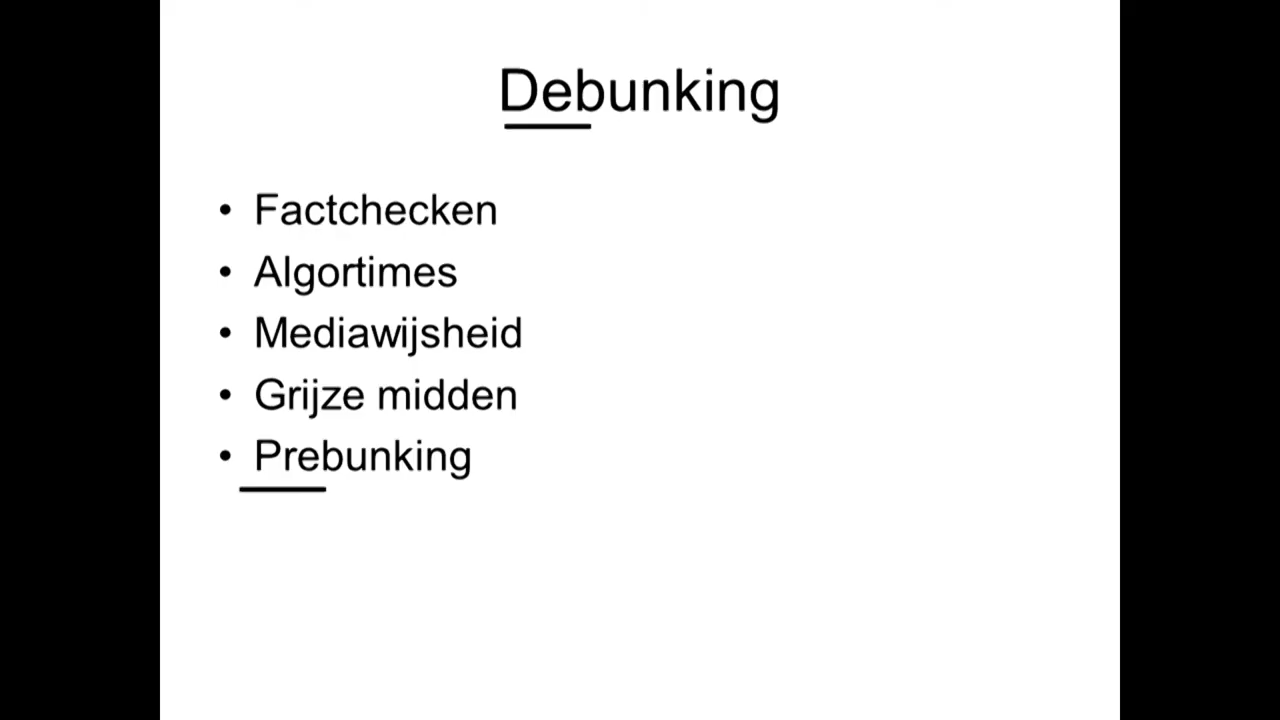 Debunking
• Factchecken
• Algortimes
• Mediawijsheid
• Grijze midden
• Prebunking